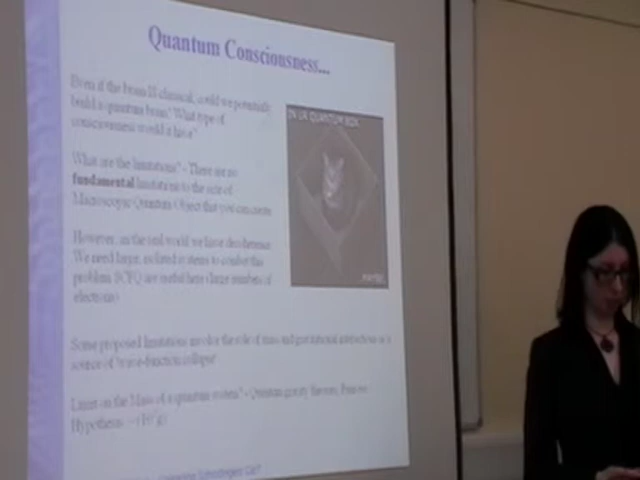 Quantum Consciousness...
Even if the brain IS classical, could we potentially
build a quantum brain? What type of
consciousness would it have?
IN UR QUANTUM BOX
What are the limitations? - There are no
fundamental limitations to the size of
Macroscopic Quantum Object that you can create
However, in the real world we have decoherence
We need large, isolated systems to combat this
problem. are useful here (large numbers of
electrons)
Some proposed limitations involve the role of mass and gravitational interactions as a
source of 'wave-function collapse'
Limit on the Mass of a quantum system? - Quantum gravity theories, Penrose
Hypothesis